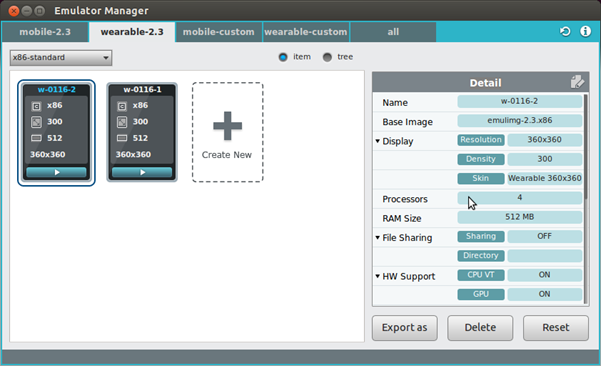 Emulator Manager
mobile-2.3 wearable-2.3 mobile-custom wearable-custom all
x86-standard item tree
w-0116-2 w-0116-1
x86 x86
300 300
512 512
360x360 360x360
Create New
Detail
Name w-0116-2
Base Image emulimg-2.3.x86
Display Resolution 360x360
Density 300
Skin Wearable 360x360
Processors 4
RAM Size 512 MB
File Sharing Sharing OFF
Directory
HW Support CPU VT ON
GPU ON
Export as Delete Reset